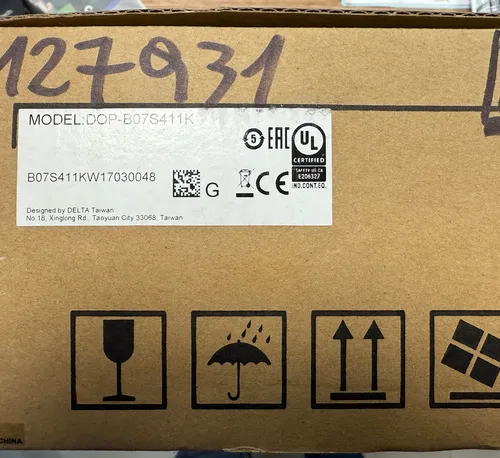 127931
MODEL:DOP-B07S411K
5 EAC UL
CERTIFIED
SAFETY US CA
E206327
IND.CONT.EQ.
B07S411KW17030048
G
CE
Designed by DELTA Taiwan
No.18, Xinglong Rd., Taoyuan City 33068, Taiwan
CHINA